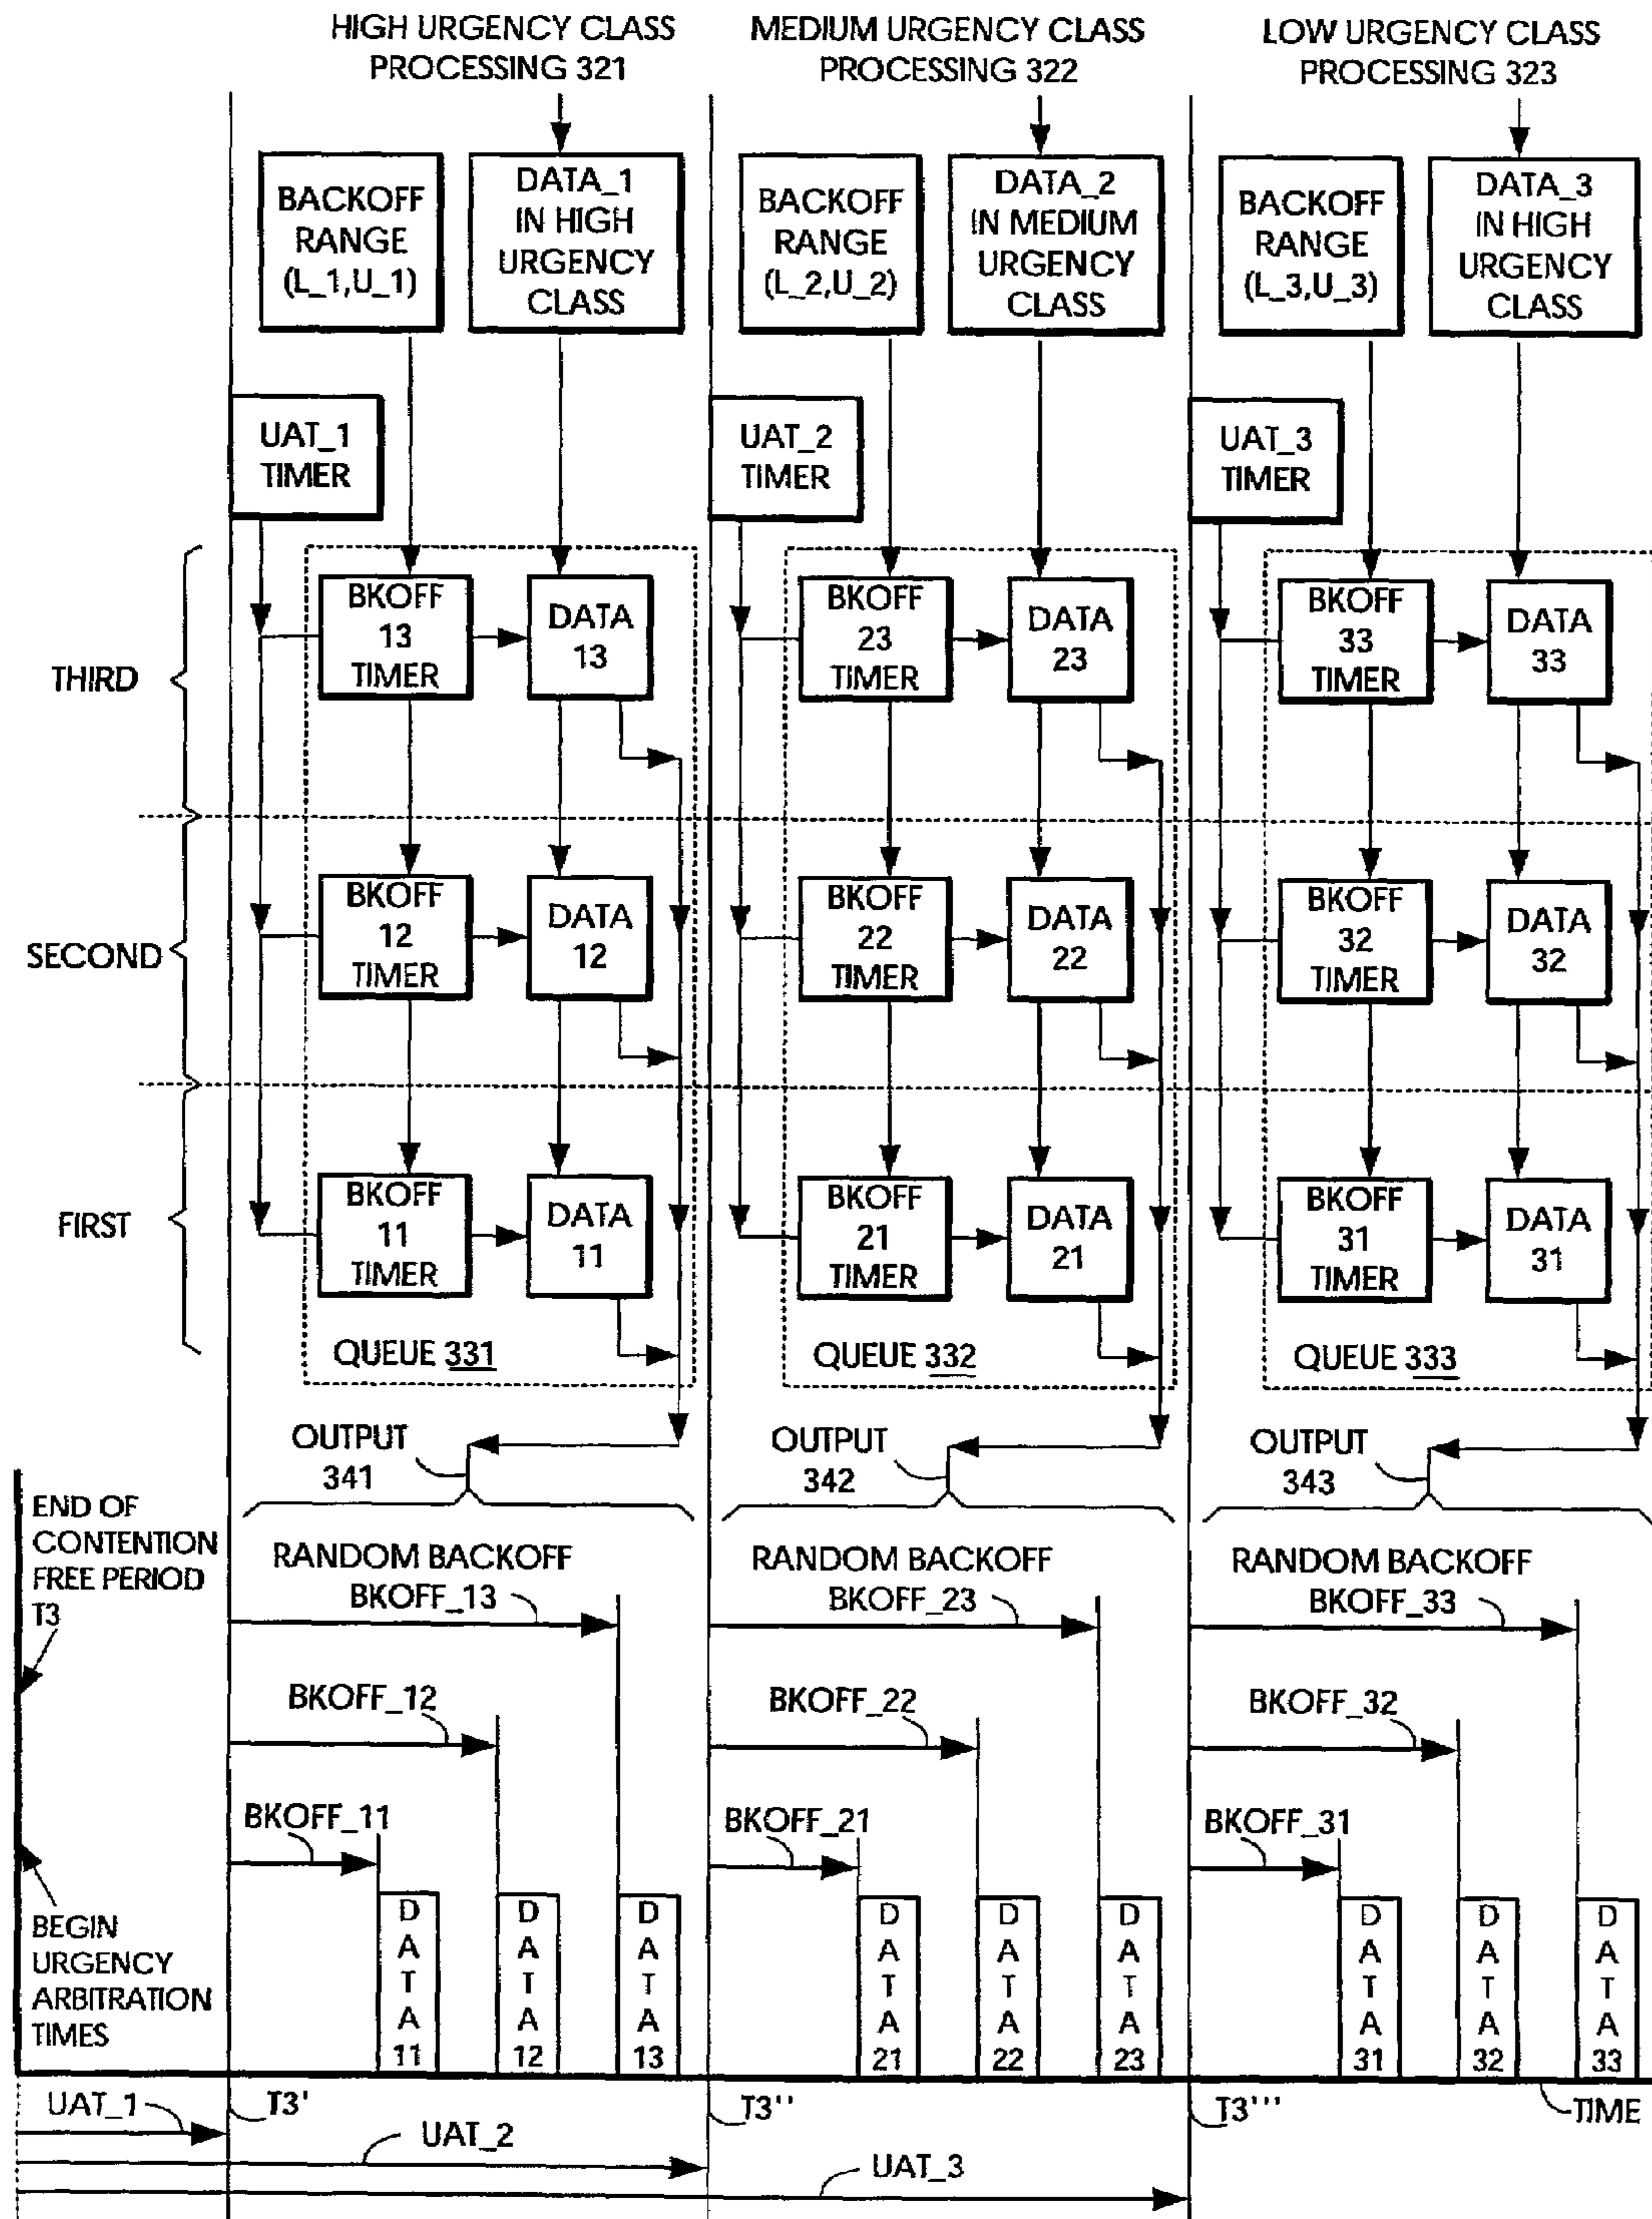 HIGH URGENCY CLASS
PROCESSING 321
MEDIUM URGENCY CLASS
PROCESSING 322
LOW URGENCY CLASS
PROCESSING 323
BACKOFF
RANGE
(L_1,U_1)
DATA_1
IN HIGH
URGENCY
CLASS
BACKOFF
RANGE
(L_2,U_2)
DATA_2
IN MEDIUM
URGENCY
CLASS
BACKOFF
RANGE
(L_3,U_3)
DATA_3
IN HIGH
URGENCY
CLASS
UAT_1
TIMER
UAT_2
TIMER
UAT_3
TIMER
THIRD
BKOFF
13
TIMER
DATA
13
BKOFF
23
TIMER
DATA
23
BKOFF
33
TIMER
DATA
33
SECOND
BKOFF
12
TIMER
DATA
12
BKOFF
22
TIMER
DATA
22
BKOFF
32
TIMER
DATA
32
FIRST
BKOFF
11
TIMER
DATA
11
BKOFF
21
TIMER
DATA
21
BKOFF
31
TIMER
DATA
31
QUEUE 331
QUEUE 332
QUEUE 333
OUTPUT
341
OUTPUT
342
OUTPUT
343
END OF
CONTENTION
FREE PERIOD
T3
RANDOM BACKOFF
BKOFF_13
RANDOM BACKOFF
BKOFF_23
RANDOM BACKOFF
BKOFF_33
BKOFF_12
BKOFF_22
BKOFF_32
BKOFF_11
BKOFF_21
BKOFF_31
BEGIN
URGENCY
ARBITRATION
TIMES
DATA
11
DATA
12
DATA
13
DATA
21
DATA
22
DATA
23
DATA
31
DATA
32
DATA
33
UAT_1
T3'
T3''
T3'''
TIME
UAT_2
UAT_3